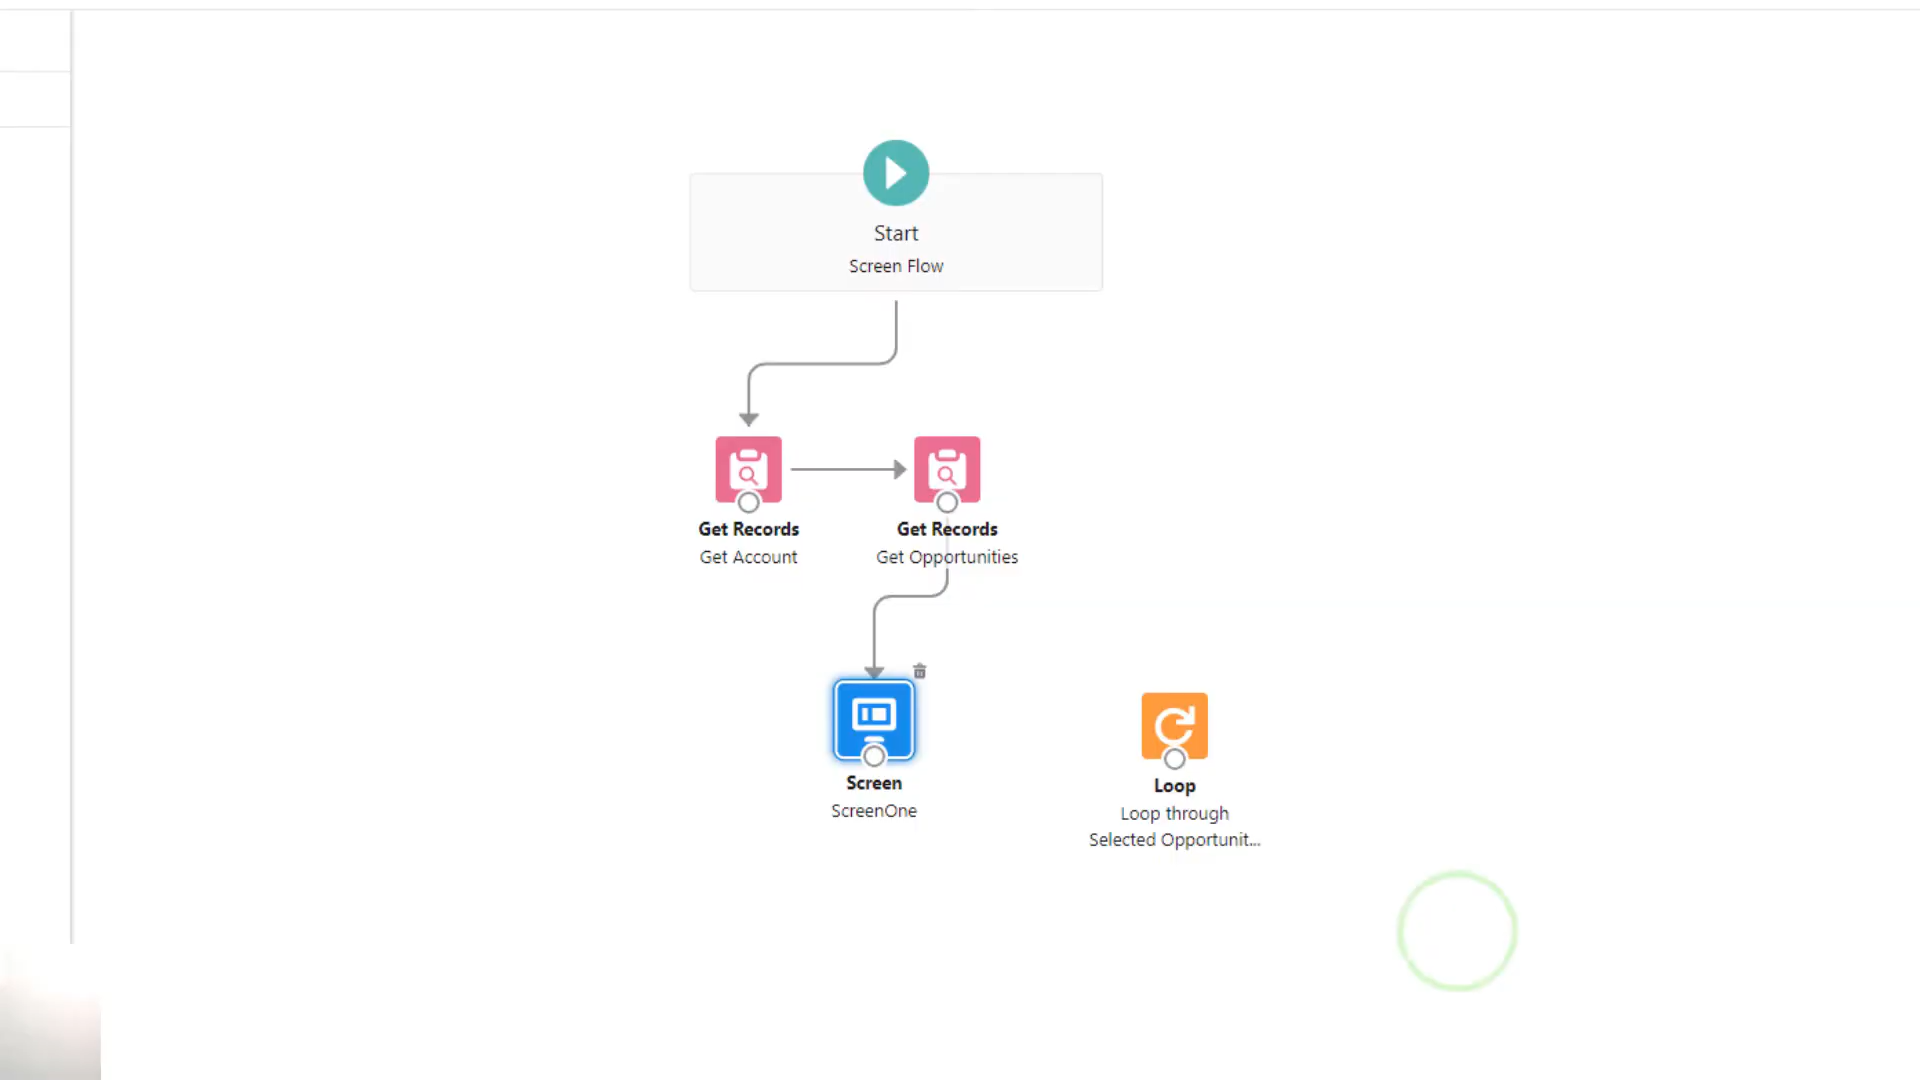 Start
Screen Flow
Get Records
Get Account
Get Records
Get Opportunities
Screen
ScreenOne
Loop
Loop through
Selected Opportunit...